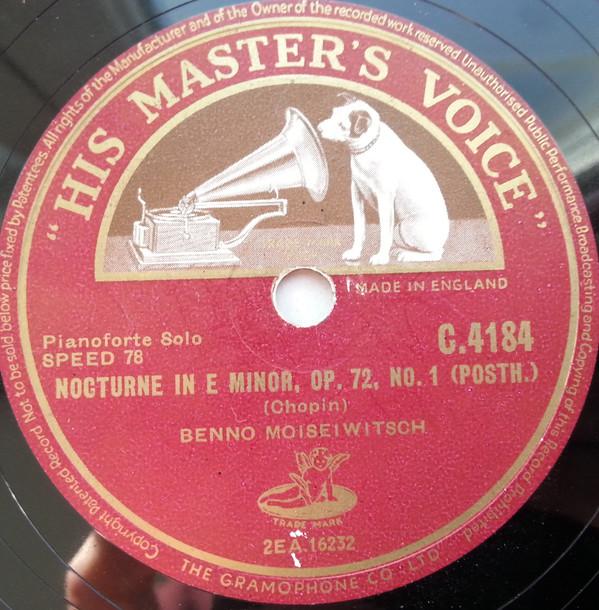 Copyright Patented Record Not to be sold below price fixed by Patentees. All rights of the Manufacturer and of the Owner of the recorded work reserved Unauthorised Public Performance, Broadcasting and Copying of this Record Prohibited
"HIS MASTER'S VOICE"
TRADE MARK
MADE IN ENGLAND
Pianoforte Solo
SPEED 78
C.4184
NOCTURNE IN E MINOR, OP. 72, NO. 1 (POSTH.)
(Chopin)
BENNO MOISEIWITSCH
TRADE MARK
2EA.16232
THE GRAMOPHONE CO. LTD.